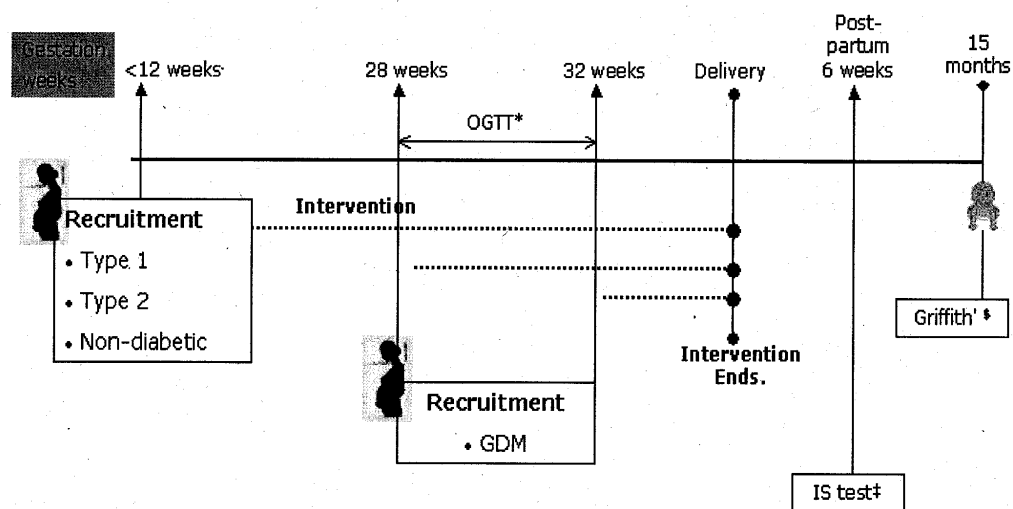 Gestation
weeks
<12 weeks
28 weeks
32 weeks
Delivery
Post-
partum
6 weeks
15
months
OGTT*
Recruitment
• Type 1
• Type 2
• Non-diabetic
Intervention
Intervention
Ends.
Recruitment
• GDM
Griffith' $
IS test‡